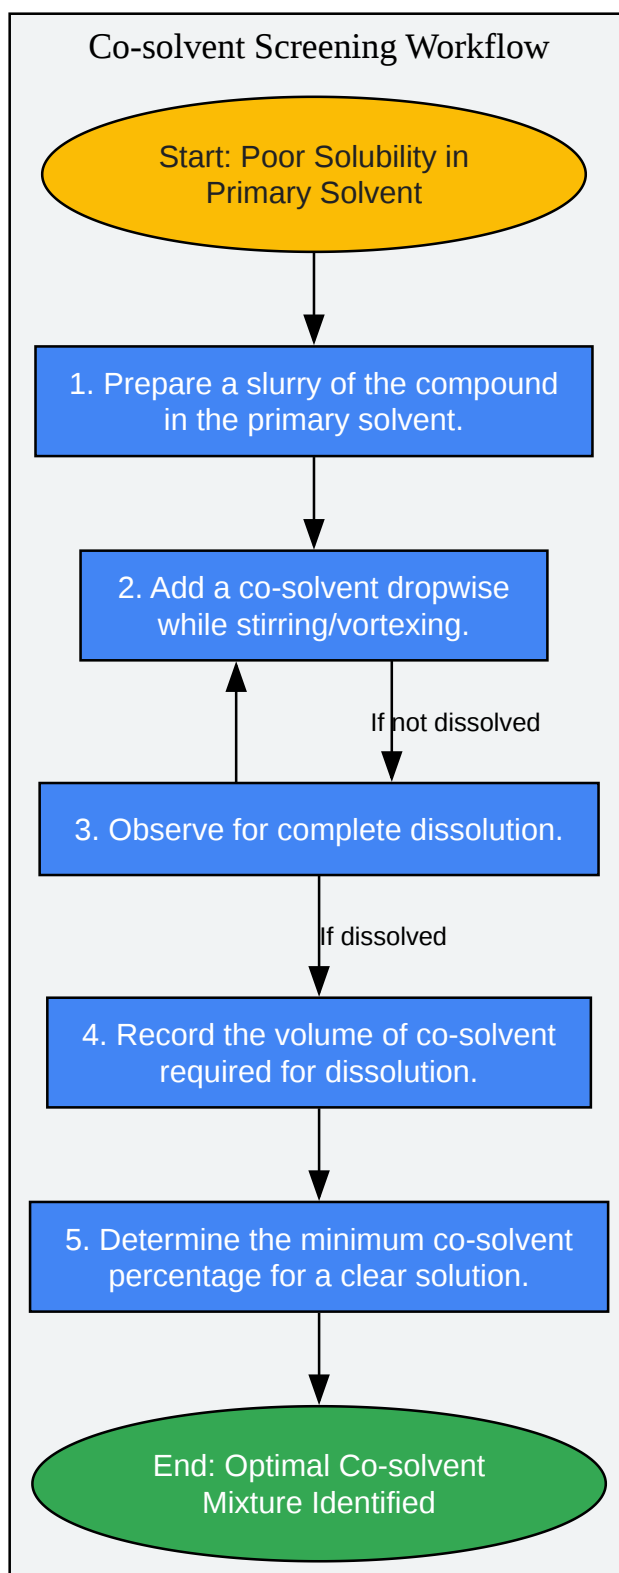 Co-solvent Screening Workflow
Start: Poor Solubility in
Primary Solvent
1. Prepare a slurry of the compound
in the primary solvent.
2. Add a co-solvent dropwise
while stirring/vortexing.
If not dissolved
3. Observe for complete dissolution.
If dissolved
4. Record the volume of co-solvent
required for dissolution.
5. Determine the minimum co-solvent
percentage for a clear solution.
End: Optimal Co-solvent
Mixture Identified